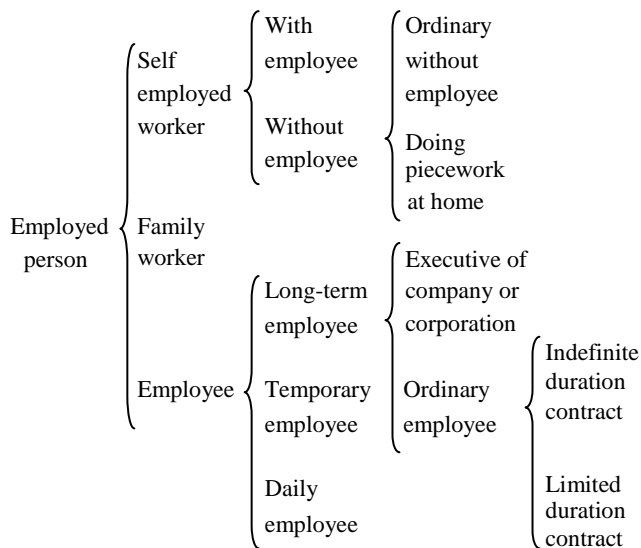 Employed
person
Self
employed
worker
Family
worker
Employee
With
employee
Without
employee
Long-term
employee
Temporary
employee
Daily
employee
Ordinary
without
employee
Doing
piecework
at home
Executive of
company or
corporation
Ordinary
employee
Indefinite
duration
contract
Limited
duration
contract